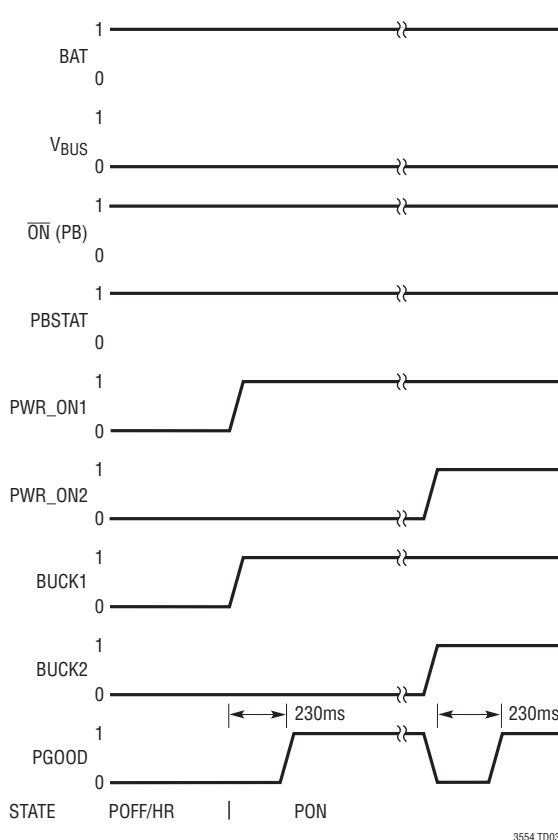 1
BAT
0
1
VBUS
0
1
ON (PB)
0
1
PBSTAT
0
1
PWR_ON1
0
1
PWR_ON2
0
1
BUCK1
0
1
BUCK2
0
230ms 230ms
1
PGOOD
0
STATE POFF/HR PON
3554 TD03